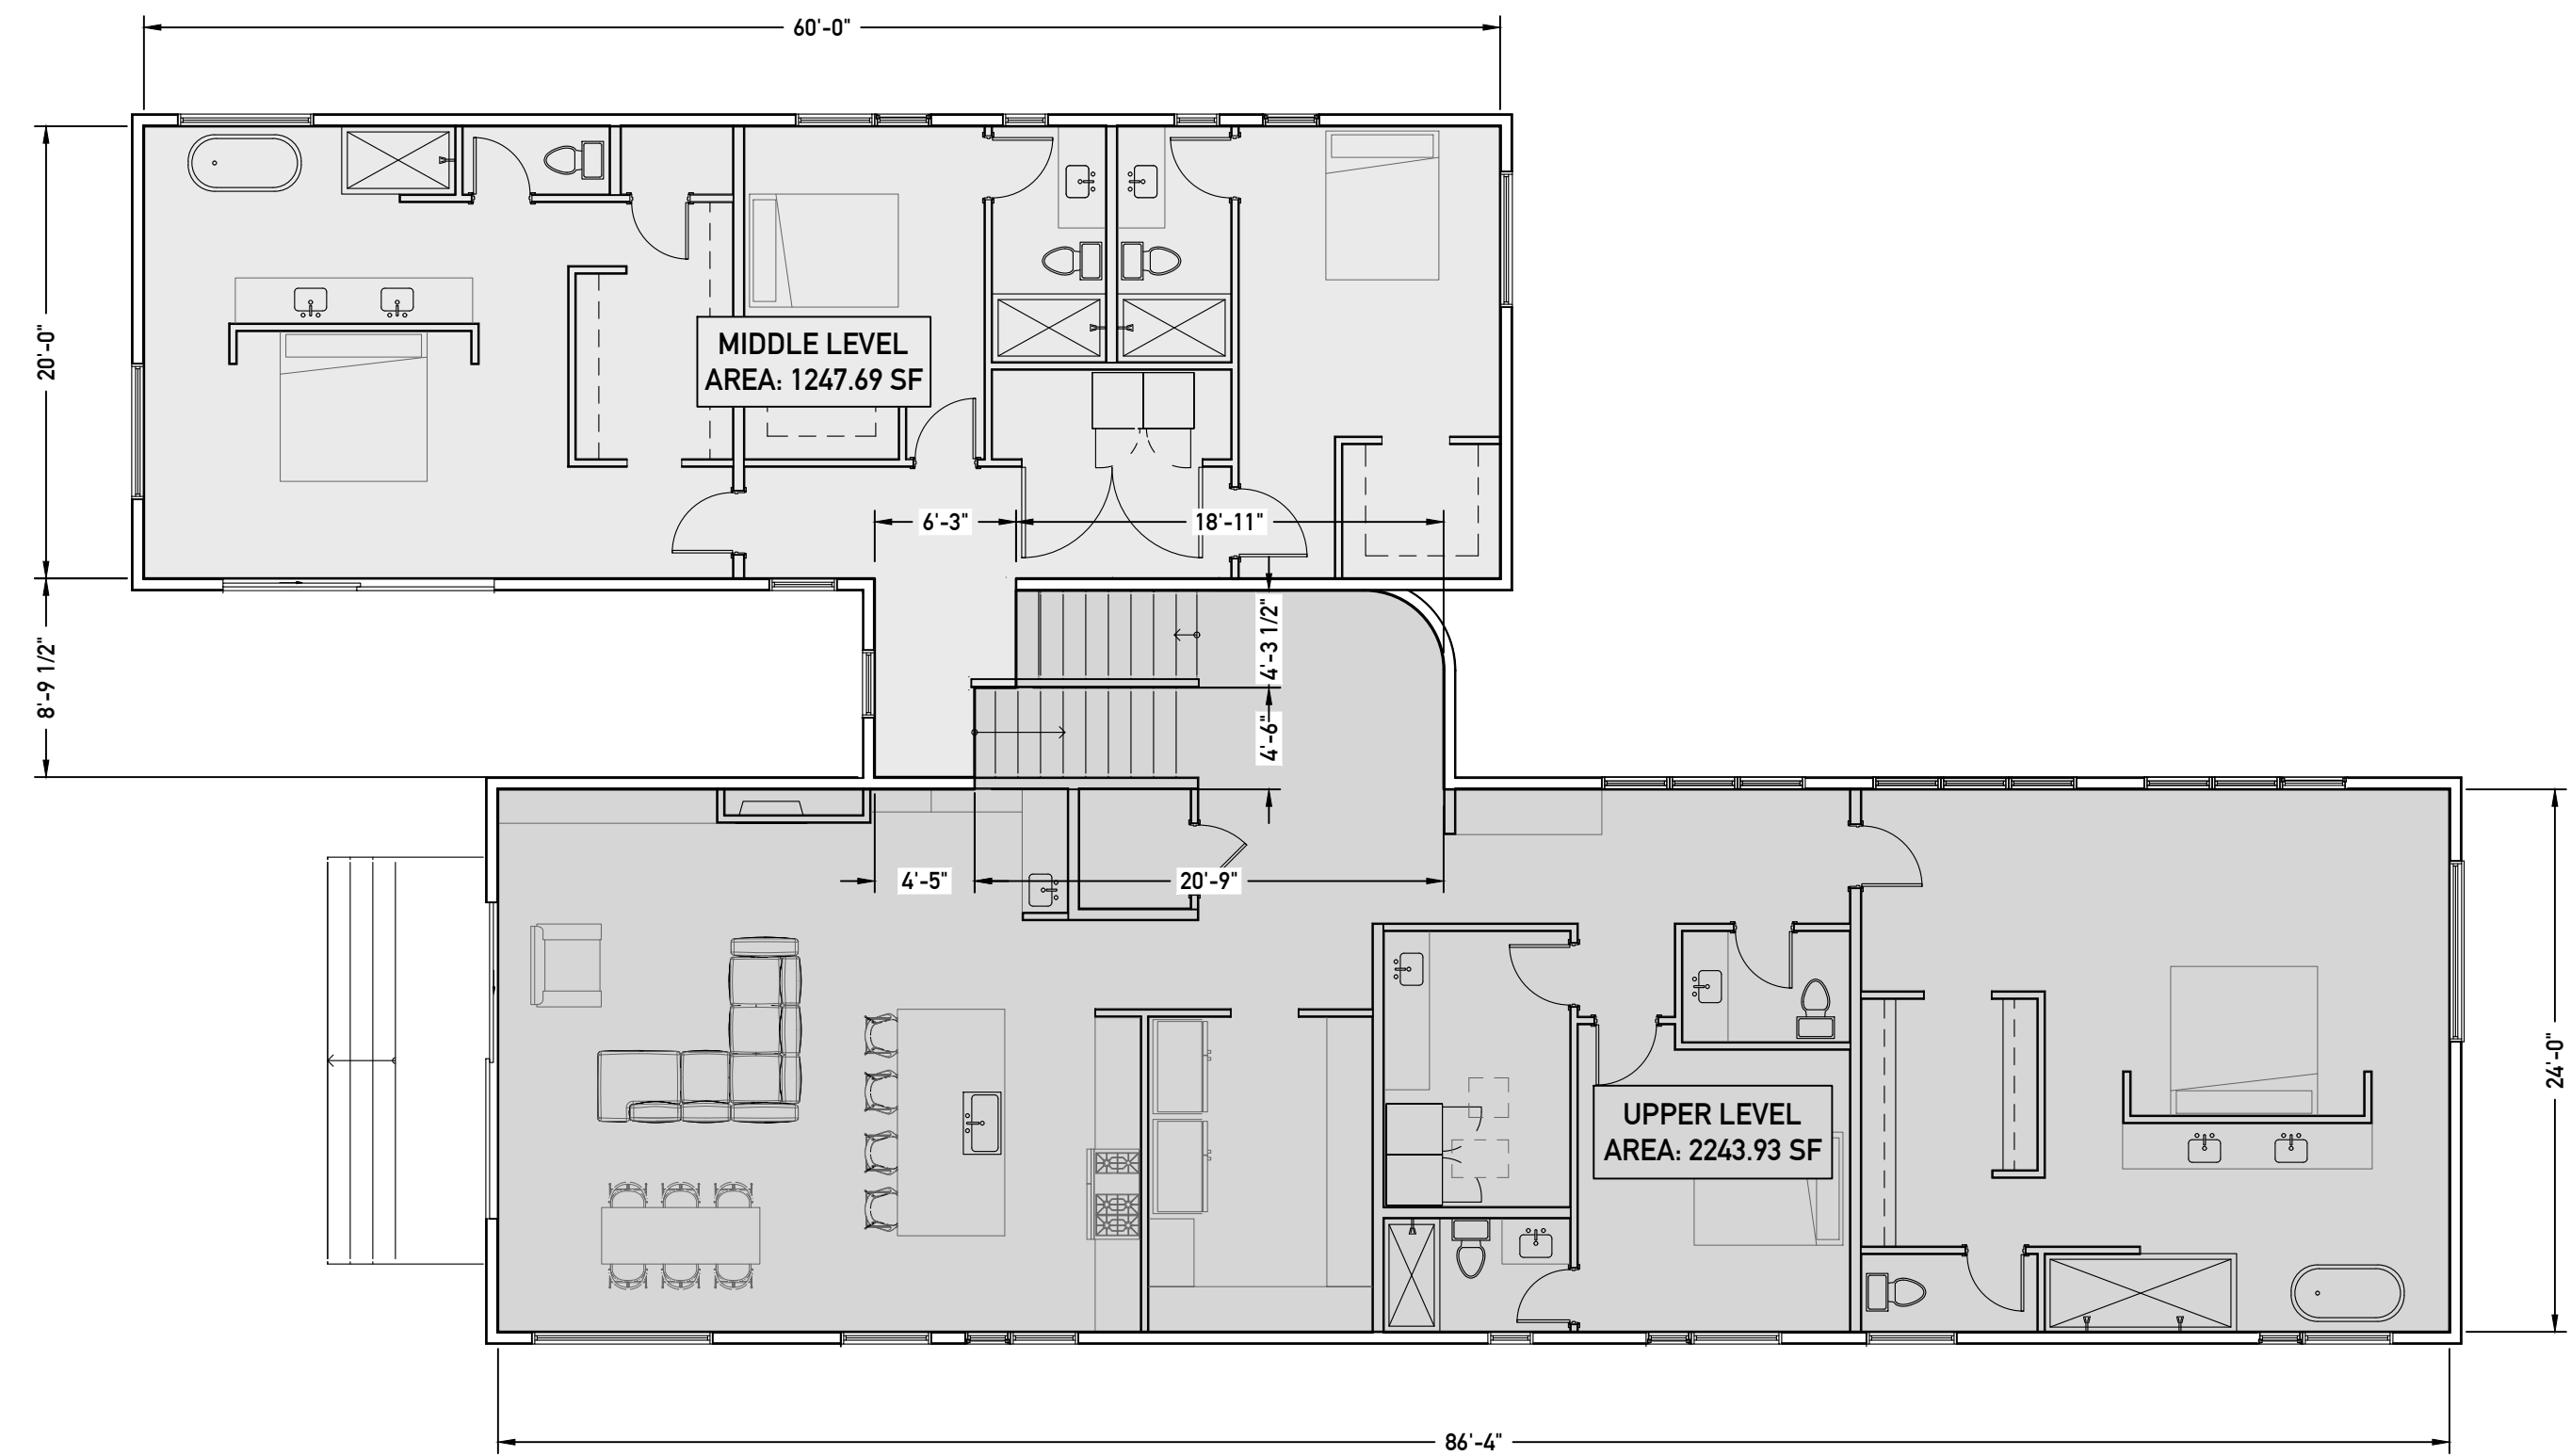 60'-0"
20'-0"
MIDDLE LEVEL
AREA: 1247.69 SF
6'-3"
18'-11"
8'-9 1/2"
4'-3 1/2"
4'-6"
4'-5"
20'-9"
24'-0"
UPPER LEVEL
AREA: 2243.93 SF
86'-4"